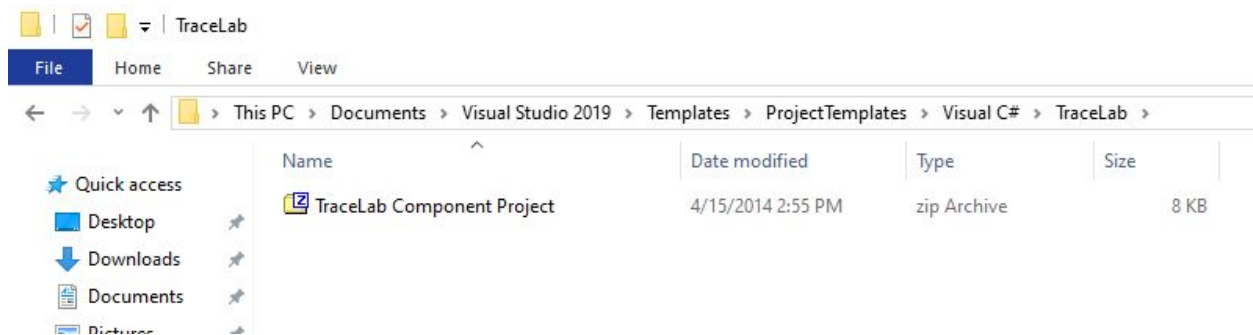 TraceLab
File Home Share View
This PC > Documents > Visual Studio 2019 > Templates > ProjectTemplates > Visual C# > TraceLab >
Name Date modified Type Size
Quick access
TraceLab Component Project 4/15/2014 2:55 PM zip Archive 8 KB
Desktop
Downloads
Documents
Pictures